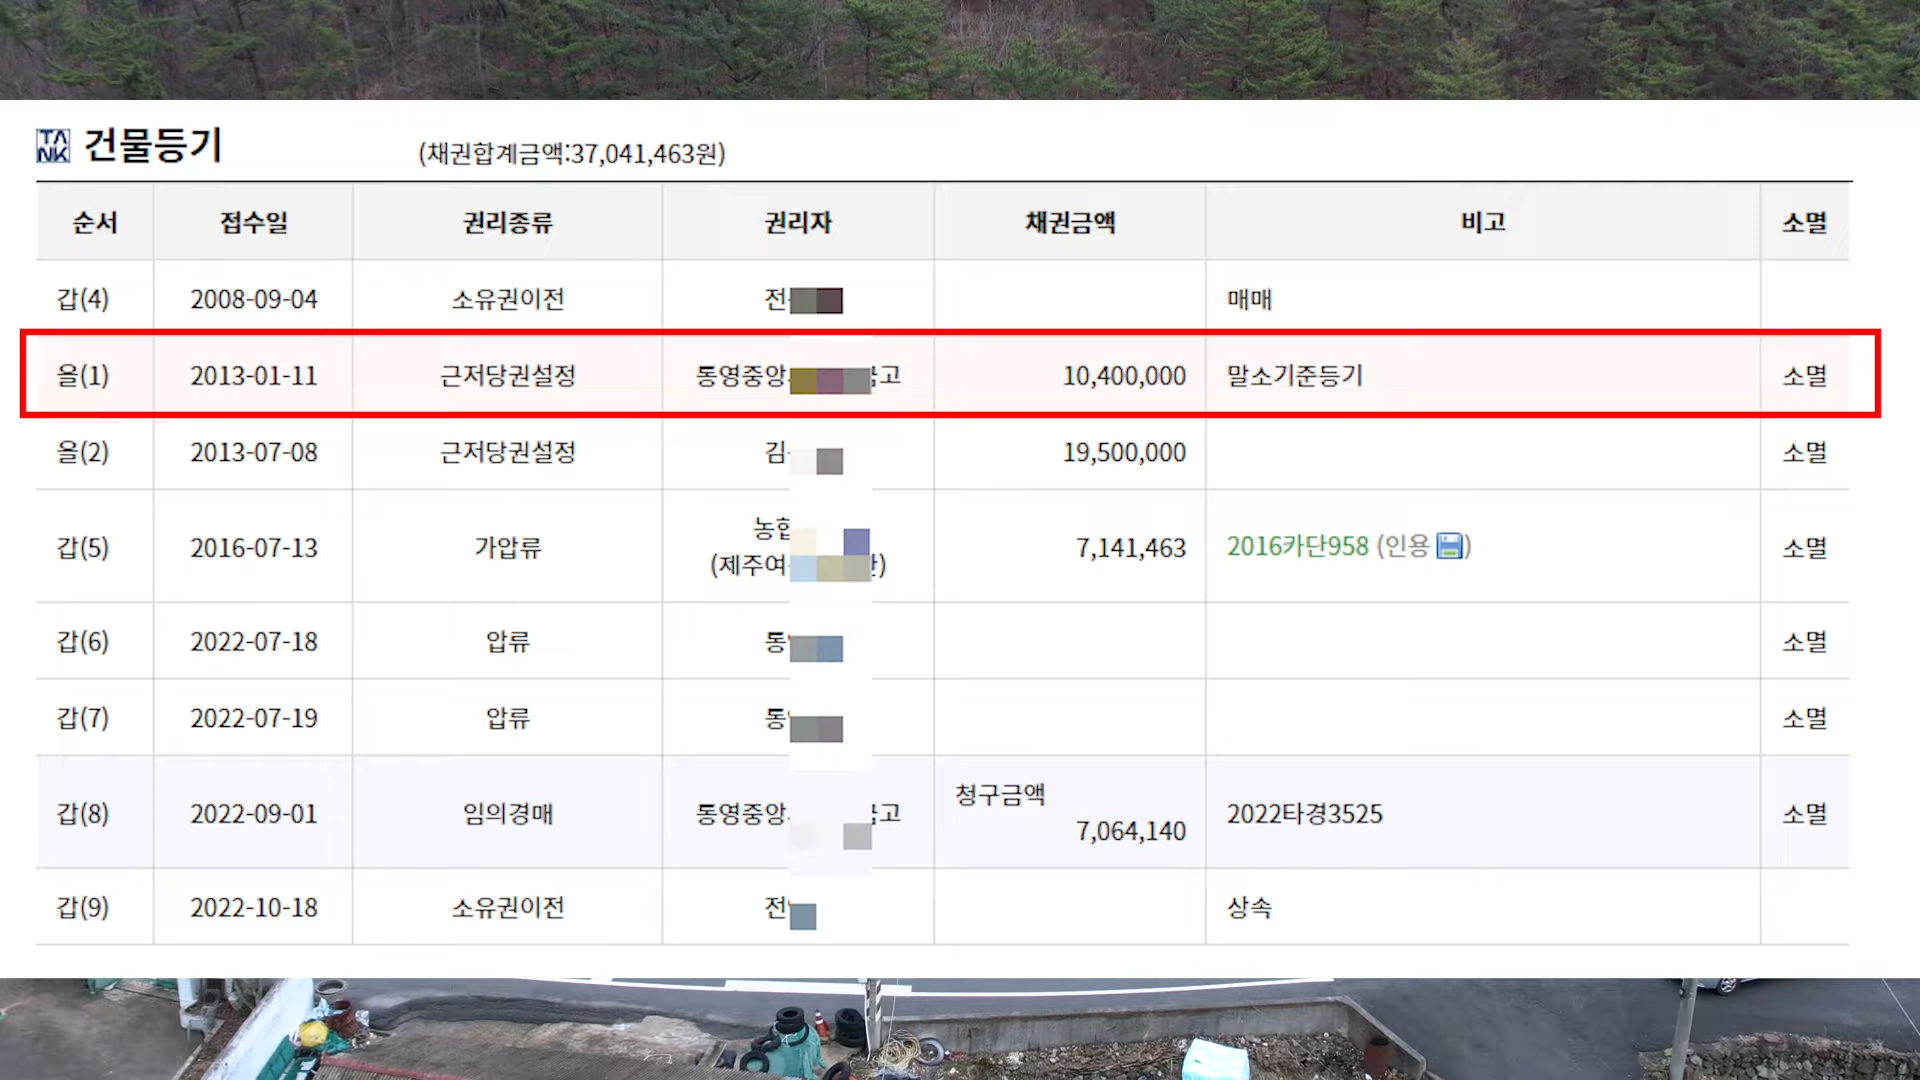 TANK 건물등기 (채권합계금액:37,041,463원)
순서 접수일 권리종류 권리자 채권금액 비고 소멸
갑(4) 2008-09-04 소유권이전 전 매매
을(1) 2013-01-11 근저당권설정 통영중앙 고 10,400,000 말소기준등기 소멸
을(2) 2013-07-08 근저당권설정 김 19,500,000 소멸
갑(5) 2016-07-13 가압류 농협 (제주여 ) 7,141,463 2016카단958 (인용) 소멸
갑(6) 2022-07-18 압류 통 소멸
갑(7) 2022-07-19 압류 통 소멸
갑(8) 2022-09-01 임의경매 통영중앙 고 청구금액 7,064,140 2022타경3525 소멸
갑(9) 2022-10-18 소유권이전 전 상속